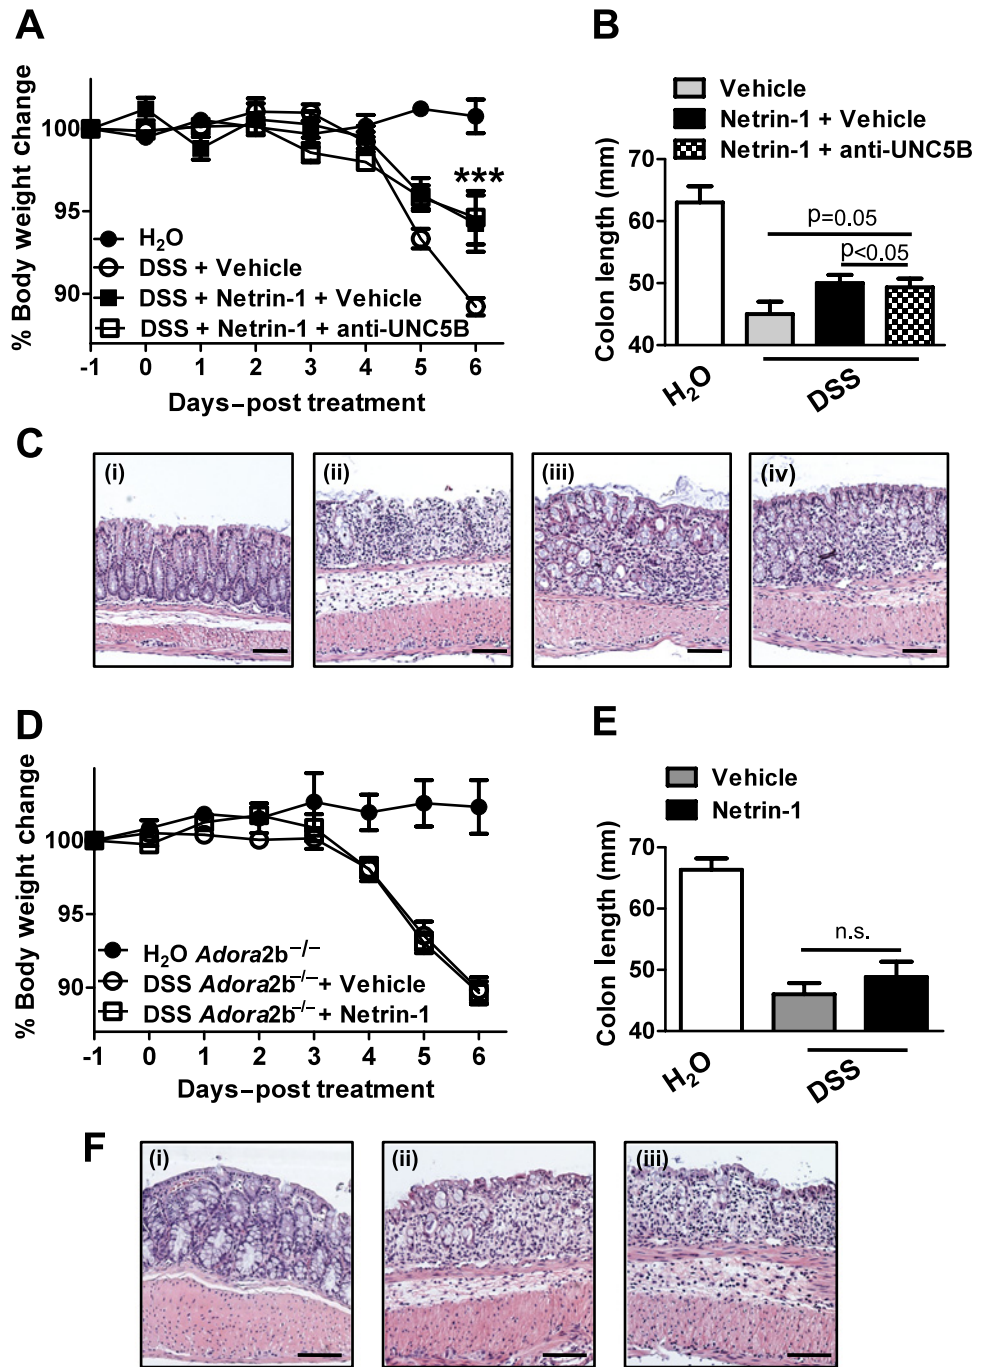 A
% Body weight change
100
95
90
***
H₂O
DSS + Vehicle
DSS + Netrin-1 + Vehicle
DSS + Netrin-1 + anti-UNC5B
-1 0 1 2 3 4 5 6
Days–post treatment
B
Vehicle
Netrin-1 + Vehicle
Netrin-1 + anti-UNC5B
Colon length (mm)
70
60
50
40
p=0.05
p<0.05
H₂O
DSS
C
(i)
(ii)
(iii)
(iv)
D
% Body weight change
100
95
90
H₂O Adora2b⁻/⁻
DSS Adora2b⁻/⁻ + Vehicle
DSS Adora2b⁻/⁻ + Netrin-1
-1 0 1 2 3 4 5 6
Days–post treatment
E
Vehicle
Netrin-1
Colon length (mm)
70
60
50
40
n.s.
H₂O
DSS
F
(i)
(ii)
(iii)